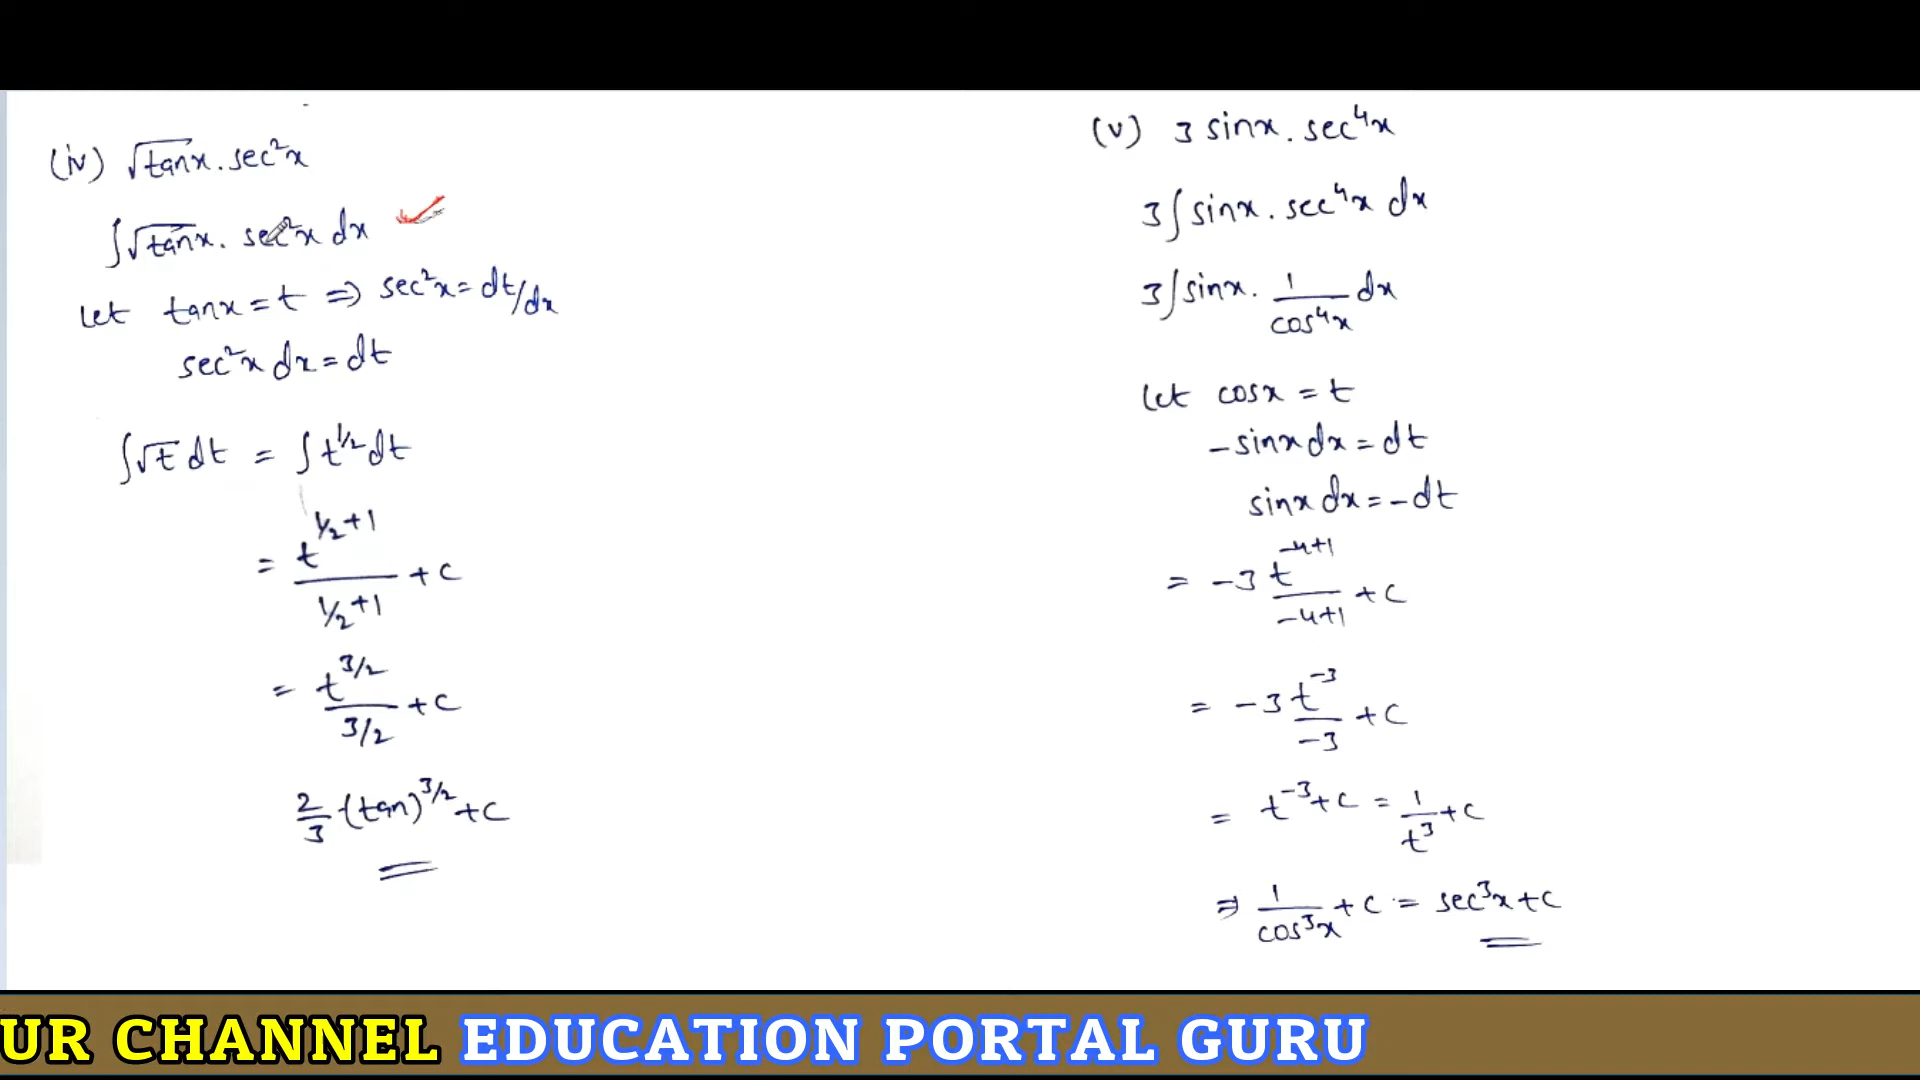 (iv) √tanx . sec²x
∫√tanx . sec²x dx
Let tanx = t ⇒ sec²x = dt/dx
sec²x dx = dt
∫√t dt = ∫ t^1/2 dt
= t^(1/2+1) / (1/2+1) + c
= t^3/2 / 3/2 + c
2/3 (tan)^3/2 + c
(v) 3 sinx . sec⁴x
3∫sinx . sec⁴x dx
3∫sinx . 1/cos⁴x dx
Let cosx = t
-sinx dx = dt
sinx dx = -dt
= -3 t^(-4+1) / (-4+1) + c
= -3 t^-3 / -3 + c
= t^-3 + c = 1/t³ + c
⇒ 1/cos³x + c = sec³x + c
UR CHANNEL EDUCATION PORTAL GURU